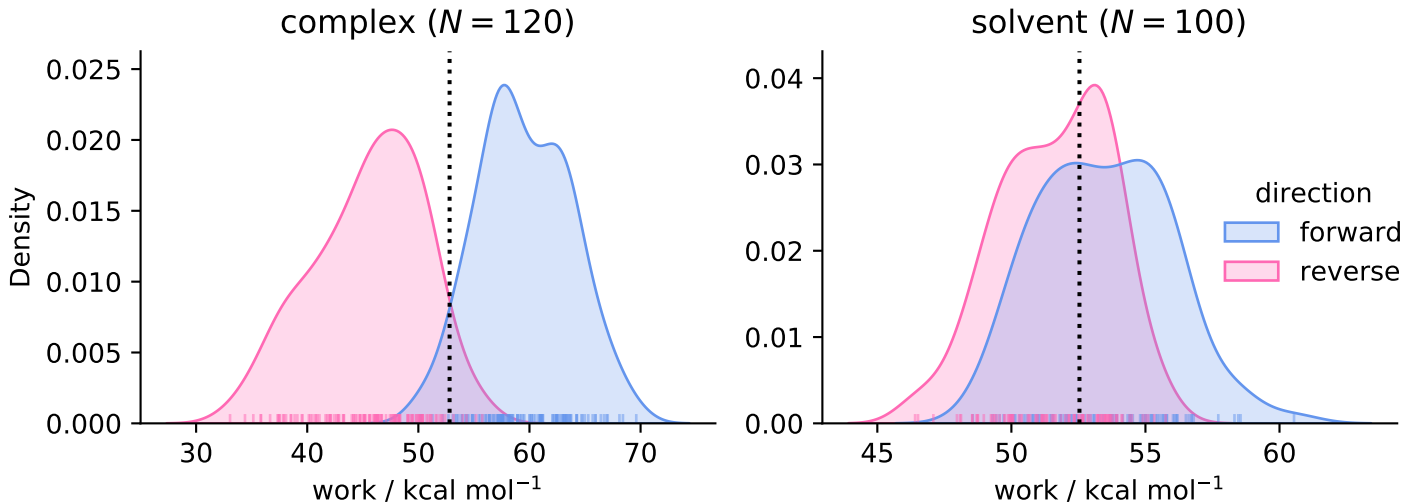 complex (N = 120)
0.025
0.020
0.015
0.010
0.005
0.000
Density
30
40
50
60
70
work / kcal mol⁻¹
solvent (N = 100)
0.04
0.03
0.02
0.01
0.00
45
50
55
60
work / kcal mol⁻¹
direction
forward
reverse